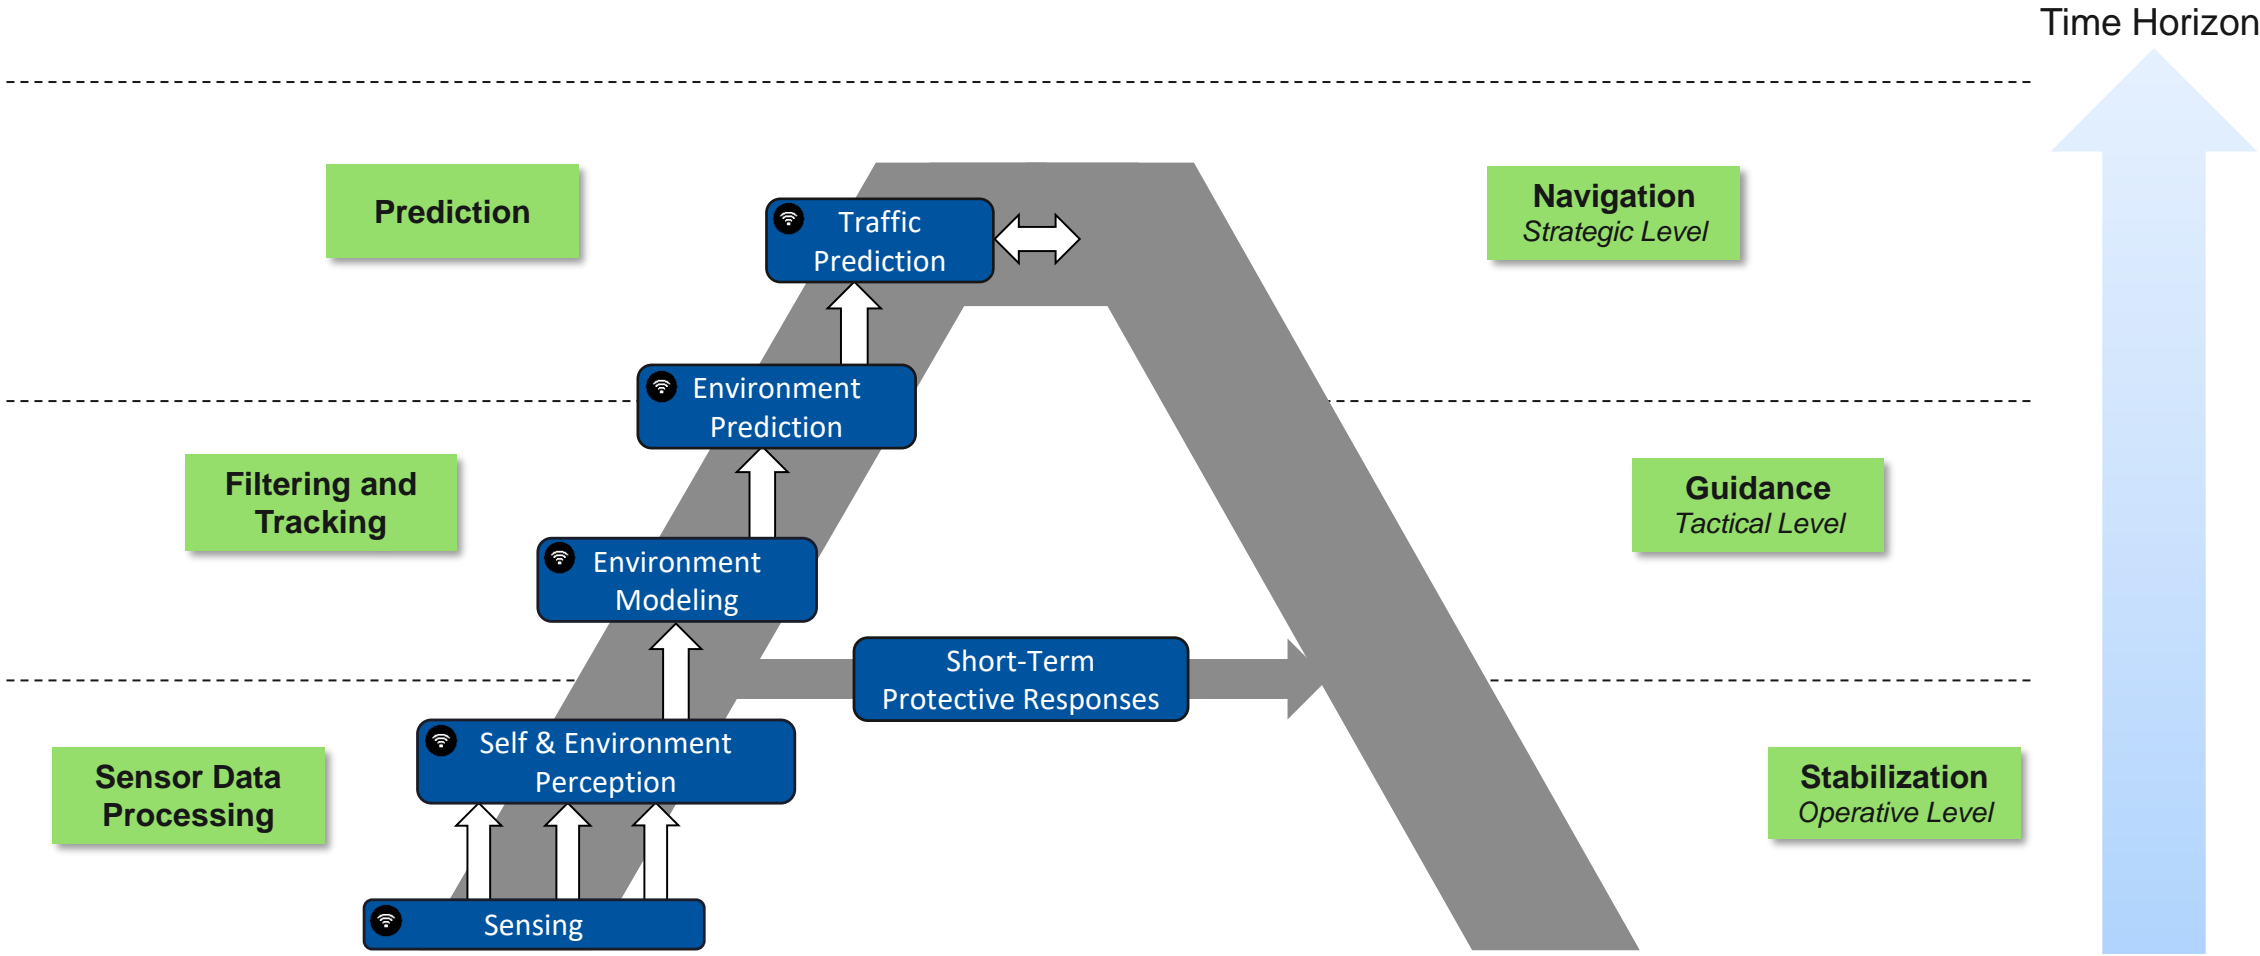 Time Horizon
Prediction
Traffic
Prediction
Navigation
Strategic Level
Environment
Prediction
Filtering and
Tracking
Guidance
Tactical Level
Environment
Modeling
Short-Term
Protective Responses
Self & Environment
Perception
Sensor Data
Processing
Stabilization
Operative Level
Sensing